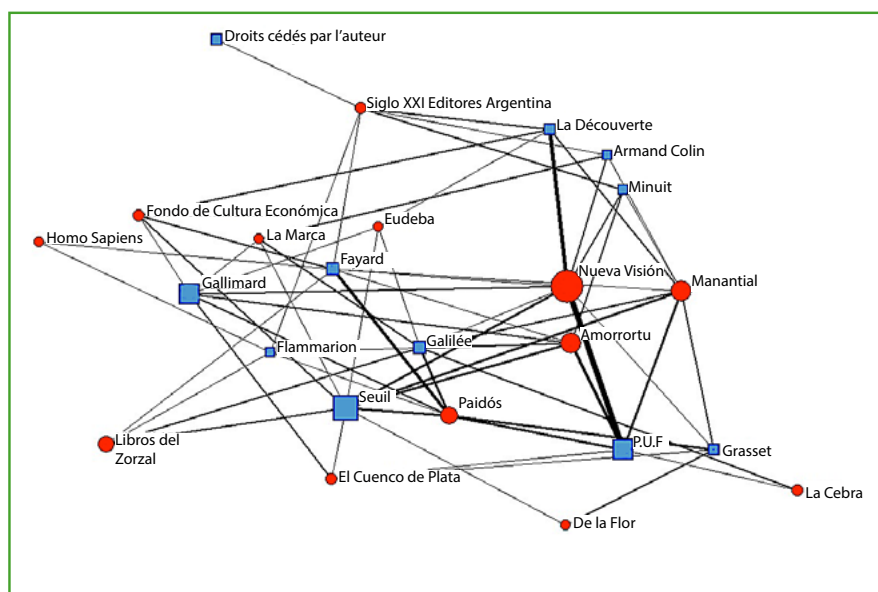 Droits cédés par l'auteur
Siglo XXI Editores Argentina
La Découverte
Armand Colin
Minuit
Fondo de Cultura Económica
Eudeba
La Marca
Homo Sapiens
Fayard
Nueva Visión
Gallimard
Manantial
Amorrortu
Galilée
Flammarion
Seuil
Paidós
Libros del
Zorzal
P.U.F
Grasset
El Cuenco de Plata
La Cebra
De la Flor